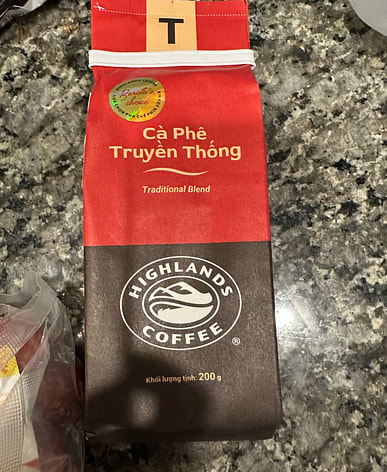 T
Barista's
choice
Cà Phê
Truyền Thống
Traditional Blend
HIGHLANDS
COFFEE
®
Khối lượng tịnh: 200 g